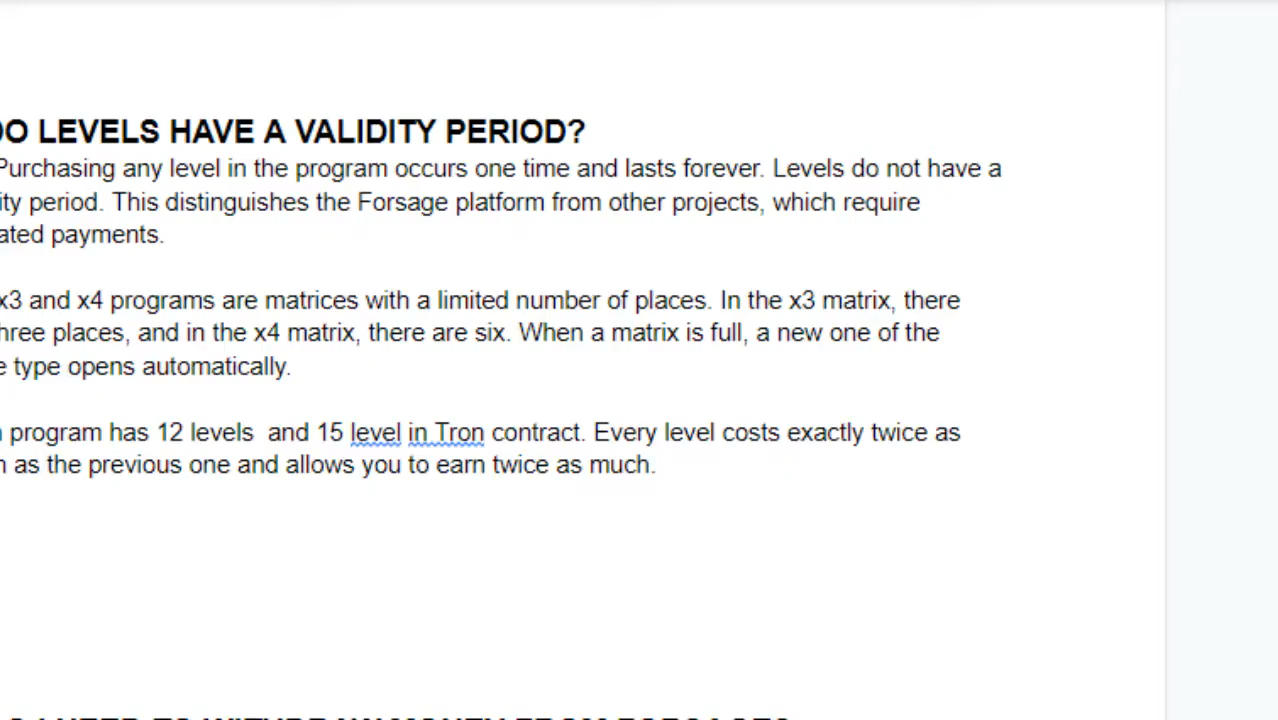 DO LEVELS HAVE A VALIDITY PERIOD?
Purchasing any level in the program occurs one time and lasts forever. Levels do not have a
ity period. This distinguishes the Forsage platform from other projects, which require
ated payments.
x3 and x4 programs are matrices with a limited number of places. In the x3 matrix, there
hree places, and in the x4 matrix, there are six. When a matrix is full, a new one of the
e type opens automatically.
program has 12 levels  and 15 level in Tron contract. Every level costs exactly twice as
as the previous one and allows you to earn twice as much.